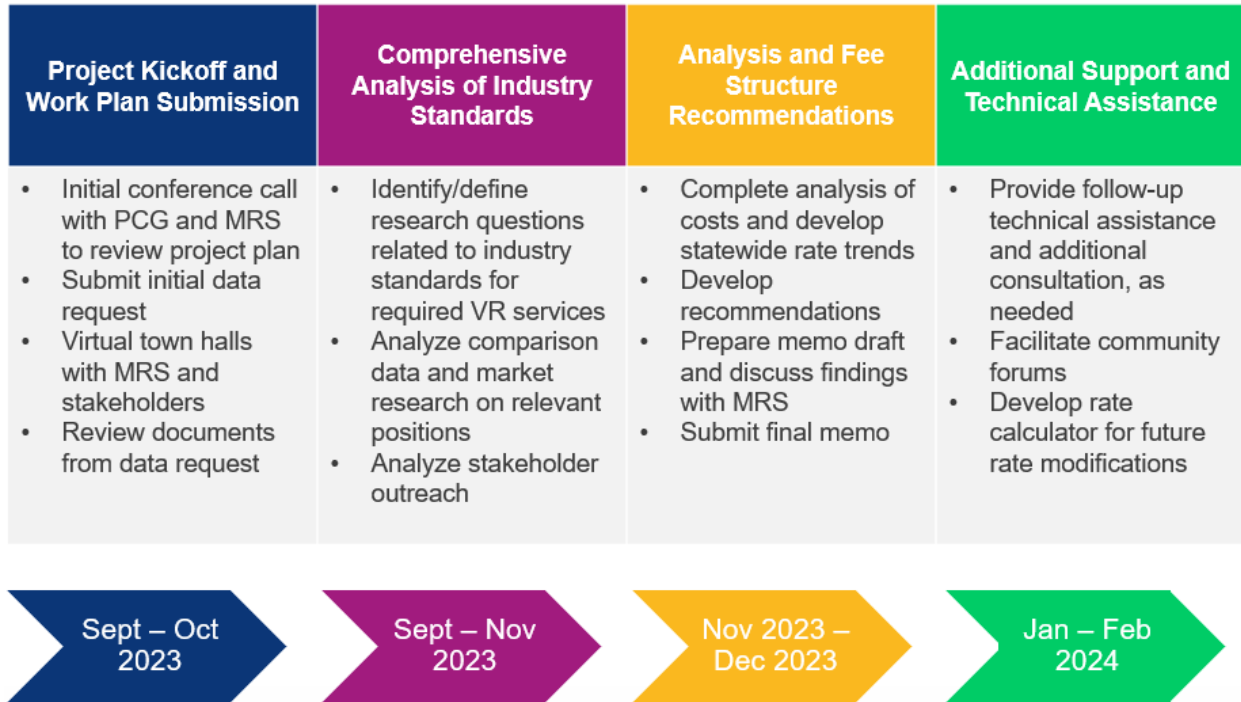 Project Kickoff and
Work Plan Submission
• Initial conference call
with PCG and MRS
to review project plan
• Submit initial data
request
• Virtual town halls
with MRS and
stakeholders
• Review documents
from data request
Comprehensive
Analysis of Industry
Standards
• Identify/define
research questions
related to industry
standards for
required VR services
• Analyze comparison
data and market
research on relevant
positions
• Analyze stakeholder
outreach
Analysis and Fee
Structure
Recommendations
• Complete analysis of
costs and develop
statewide rate trends
• Develop
recommendations
• Prepare memo draft
and discuss findings
with MRS
• Submit final memo
Additional Support and
Technical Assistance
• Provide follow-up
technical assistance
and additional
consultation, as
needed
• Facilitate community
forums
• Develop rate
calculator for future
rate modifications
Sept – Oct
2023
Sept – Nov
2023
Nov 2023 –
Dec 2023
Jan – Feb
2024